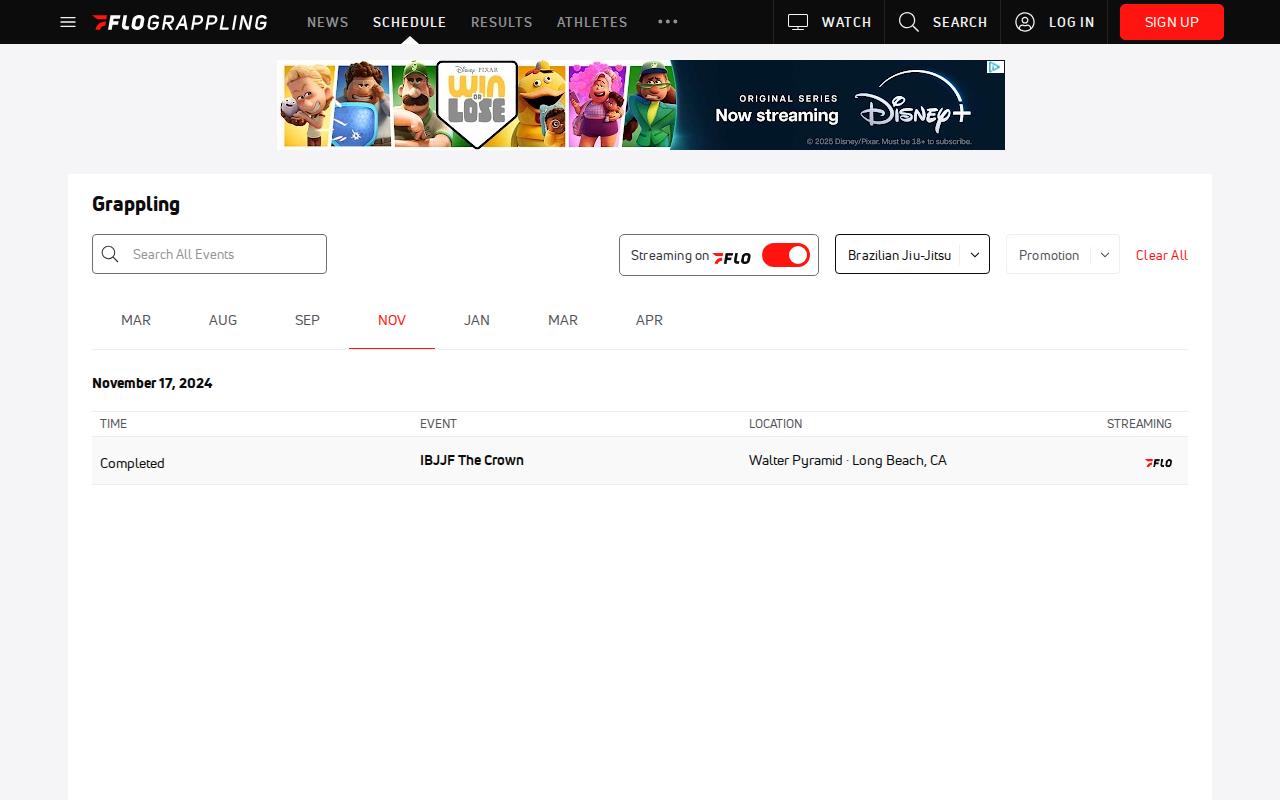 FLOGRAPPLING NEWS SCHEDULE RESULTS ATHLETES WATCH SEARCH LOG IN SIGN UP
Disney PIXAR
WIN OR LOSE
ORIGINAL SERIES
Now streaming
Disney+
© 2025 Disney/Pixar. Must be 18+ to subscribe.
Grappling
Search All Events Streaming on FLO Brazilian Jiu-Jitsu Promotion Clear All
MAR AUG SEP NOV JAN MAR APR
November 17, 2024
TIME EVENT LOCATION STREAMING
Completed IBJJF The Crown Walter Pyramid · Long Beach, CA FLO